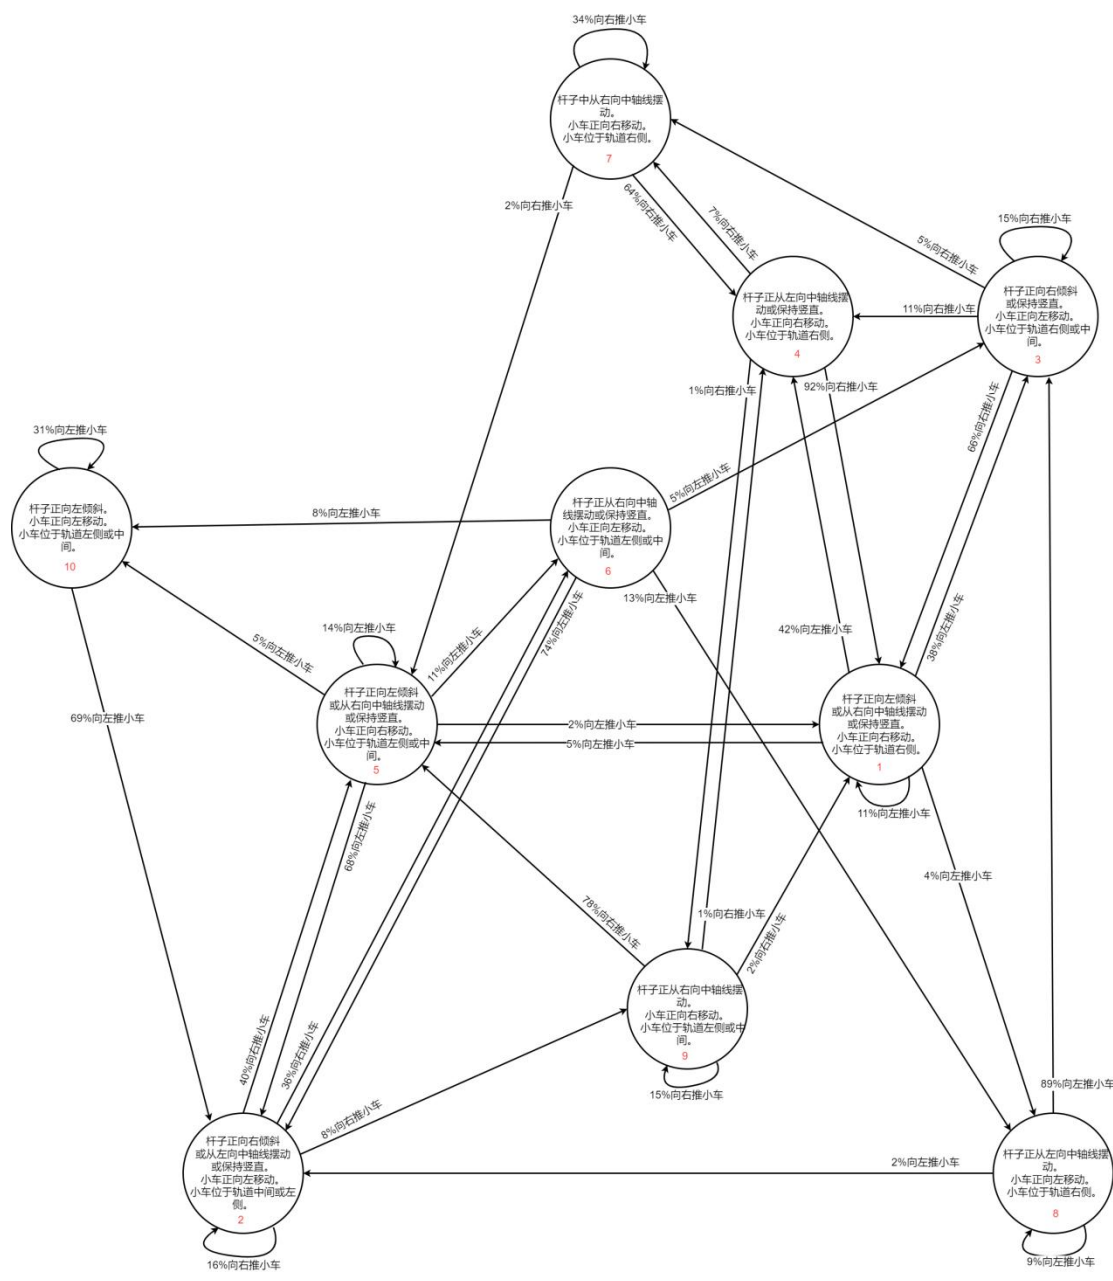 34%向右推小车
杆子中从右向中轴线摆
动。
小车正向右移动。
小车位于轨道右侧。
7
2%向右推小车
64%向右推小车
7%向右推小车
5%向右推小车
15%向右推小车
杆子正从左向中轴线摆
动或保持竖直。
小车正向右移动。
小车位于轨道右侧。
4
11%向右推小车
杆子正向右倾斜
或保持竖直。
小车正向左移动。
小车位于轨道右侧或中
间。
3
1%向右推小车
92%向右推小车
66%向右推小车
31%向左推小车
杆子正向左倾斜。
小车正向左移动。
小车位于轨道左侧或中
间。
10
8%向左推小车
杆子正从右向中轴
线摆动或保持竖直。
小车正向左移动。
小车位于轨道左侧或中
间。
6
5%向左推小车
13%向左推小车
74%向左推小车
42%向左推小车
38%向左推小车
5%向左推小车
14%向左推小车
11%向左推小车
69%向左推小车
杆子正向左倾斜
或从右向中轴线摆动
或保持竖直。
小车正向右移动。
小车位于轨道左侧或中
间。
5
2%向左推小车
5%向左推小车
杆子正向左倾斜
或从右向中轴线摆动
或保持竖直。
小车正向右移动。
小车位于轨道右侧。
1
11%向左推小车
68%向左推小车
4%向左推小车
78%向右推小车
1%向右推小车
2%向右推小车
杆子正从右向中轴线摆
动。
小车正向右移动。
小车位于轨道左侧或中
间。
9
15%向右推小车
40%向右推小车
36%向右推小车
8%向右推小车
89%向左推小车
杆子正向右倾斜
或从左向中轴线摆动
或保持竖直。
小车正向左移动。
小车位于轨道中间或左
侧。
2
16%向右推小车
2%向左推小车
杆子正从左向中轴线摆
动。
小车正向左移动。
小车位于轨道右侧。
8
9%向左推小车